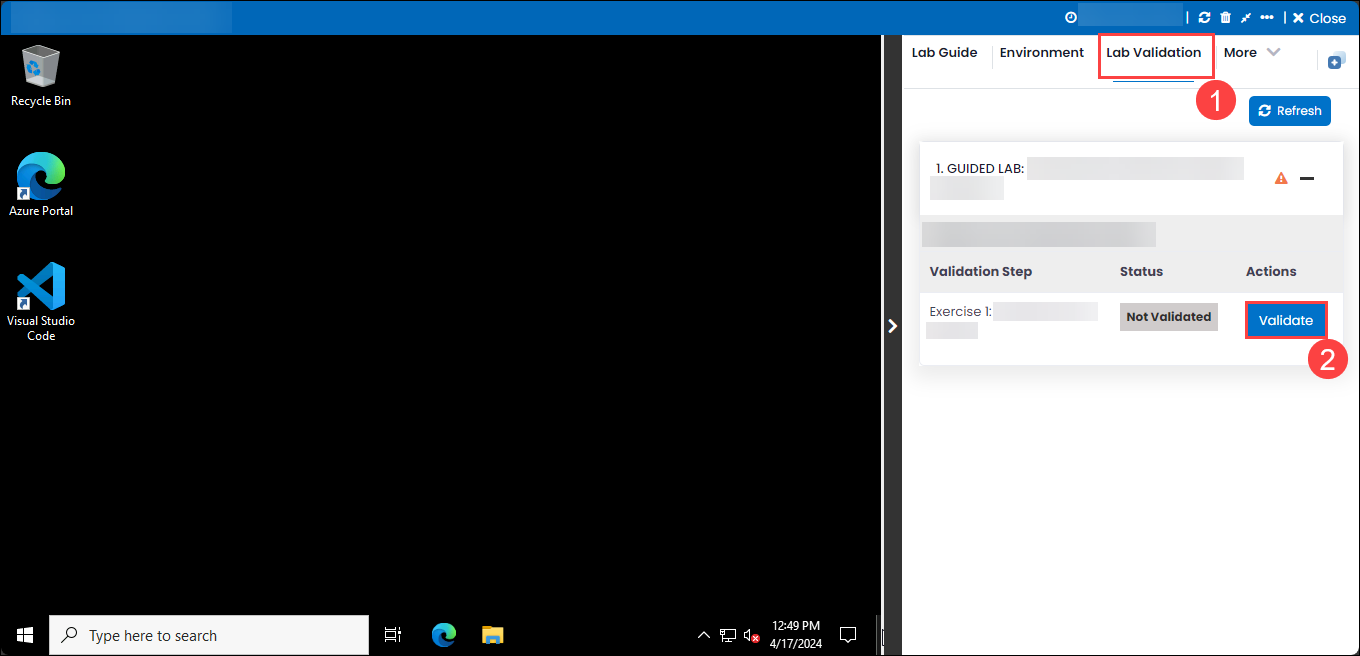 Close
Recycle Bin
Azure Portal
Visual Studio
Code
Lab Guide
Environment
Lab Validation
More
1
Refresh
1. GUIDED LAB:
Validation Step
Status
Actions
Exercise 1:
Not Validated
Validate
2
Type here to search
12:49 PM
4/17/2024